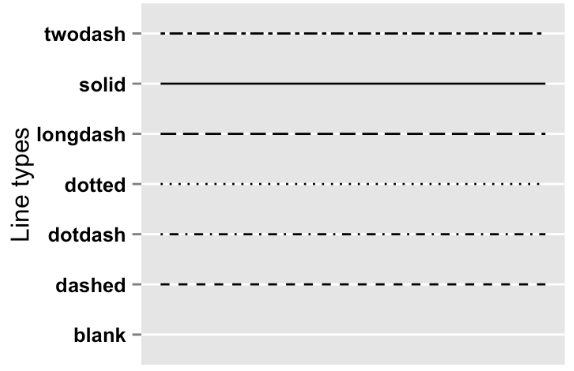 Line types
twodash
solid
longdash
dotted
dotdash
dashed
blank